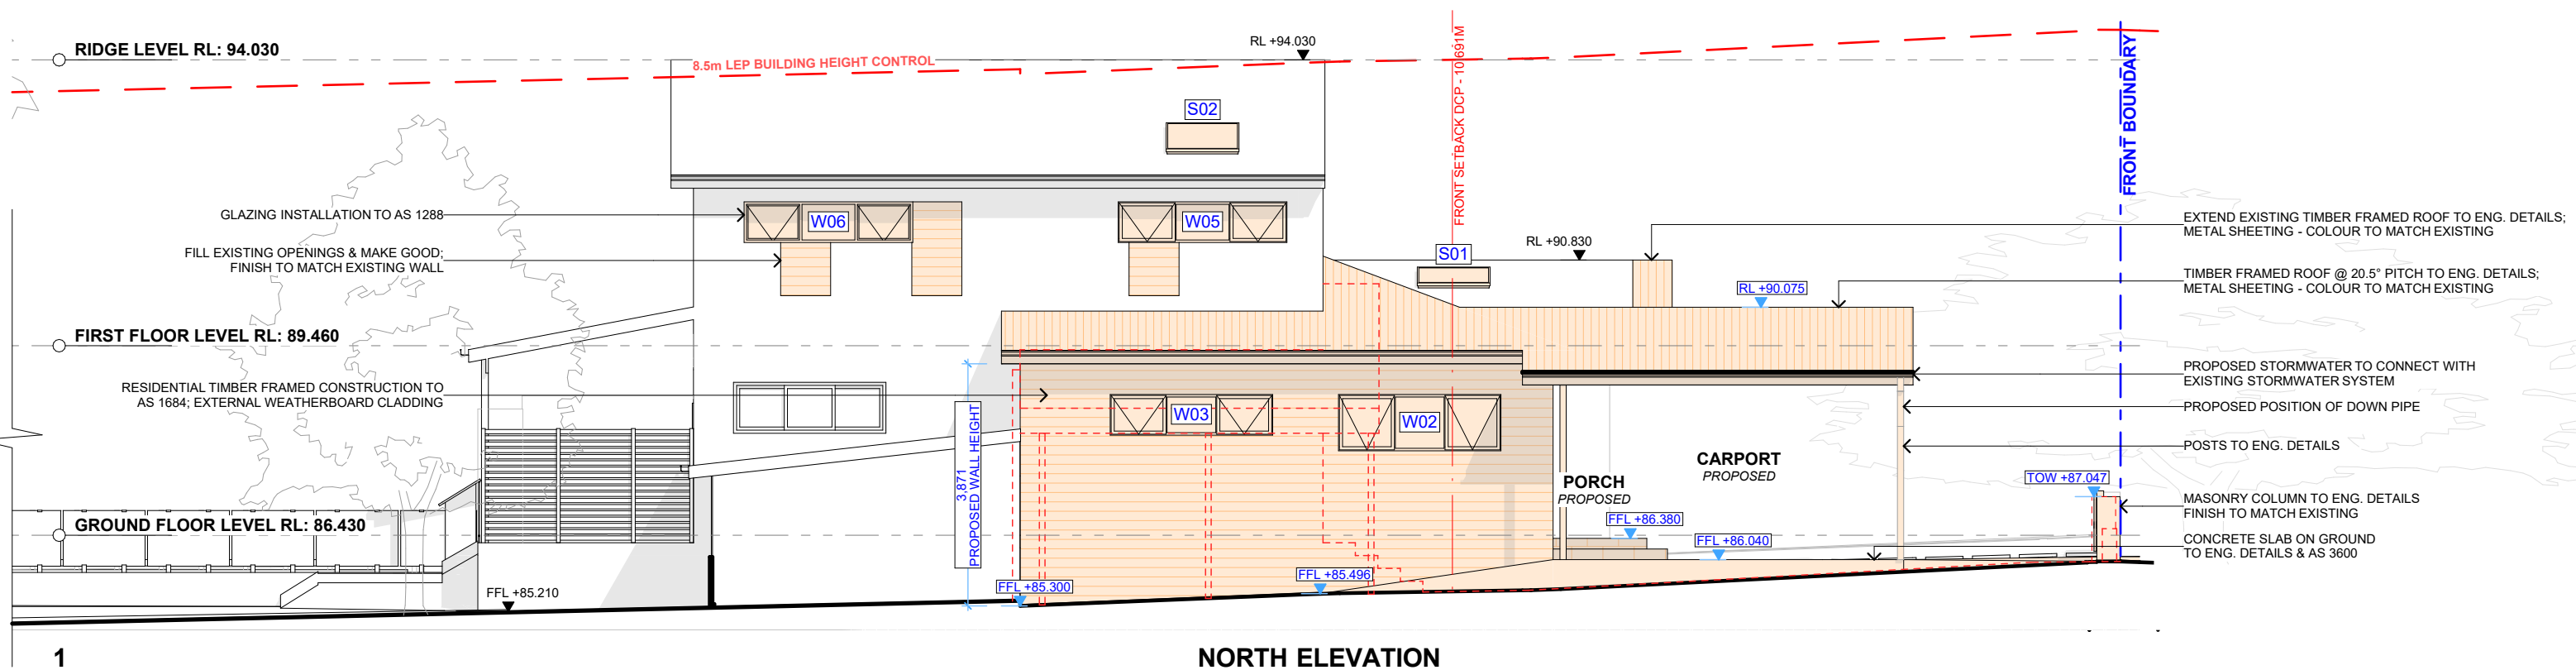 RIDGE LEVEL RL: 94.030
8.5m LEP BUILDING HEIGHT CONTROL
RL +94.030
FRONT SETBACK DCP - 10.691M
FRONT BOUNDARY
S02
GLAZING INSTALLATION TO AS 1288
W06
W05
FILL EXISTING OPENINGS & MAKE GOOD;
FINISH TO MATCH EXISTING WALL
S01
RL +90.830
EXTEND EXISTING TIMBER FRAMED ROOF TO ENG. DETAILS;
METAL SHEETING - COLOUR TO MATCH EXISTING
RL +90.075
TIMBER FRAMED ROOF @ 20.5° PITCH TO ENG. DETAILS;
METAL SHEETING - COLOUR TO MATCH EXISTING
FIRST FLOOR LEVEL RL: 89.460
RESIDENTIAL TIMBER FRAMED CONSTRUCTION TO
AS 1684; EXTERNAL WEATHERBOARD CLADDING
PROPOSED STORMWATER TO CONNECT WITH
EXISTING STORMWATER SYSTEM
W03
W02
PROPOSED POSITION OF DOWN PIPE
POSTS TO ENG. DETAILS
3,871
PROPOSED WALL HEIGHT
PORCH
PROPOSED
CARPORT
PROPOSED
TOW +87.047
MASONRY COLUMN TO ENG. DETAILS
FINISH TO MATCH EXISTING
GROUND FLOOR LEVEL RL: 86.430
FFL +86.380
FFL +86.040
CONCRETE SLAB ON GROUND
TO ENG. DETAILS & AS 3600
FFL +85.210
FFL +85.300
FFL +85.496
1
NORTH ELEVATION